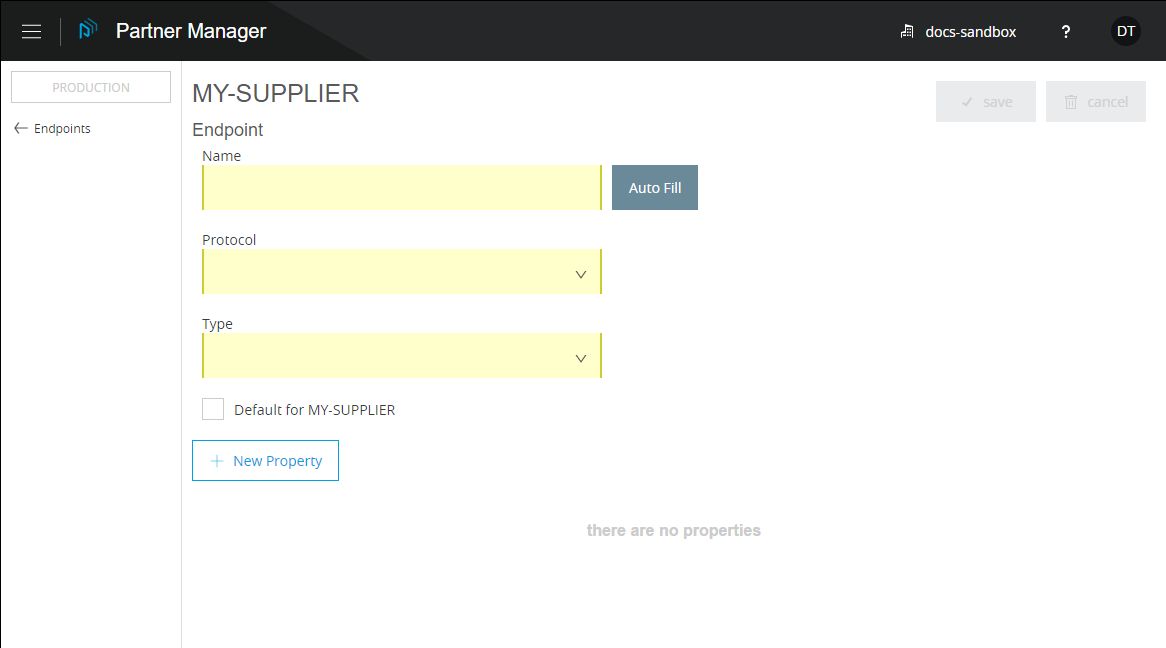 Partner Manager
docs-sandbox
?
DT
PRODUCTION
Endpoints
MY-SUPPLIER
save
cancel
Endpoint
Name
Auto Fill
Protocol
Type
Default for MY-SUPPLIER
New Property
there are no properties